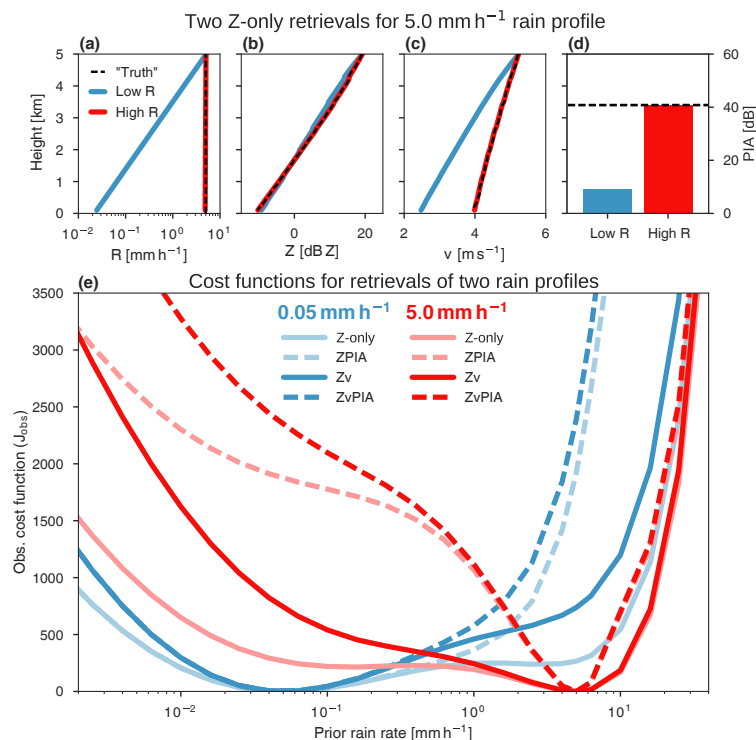 Two Z-only retrievals for 5.0 mm h⁻¹ rain profile
(a) (b) (c) (d)
5 4 3 2 1 0
Height [km]
"Truth"
Low R
High R
60 40 20 0
PIA [dB]
10⁻² 10⁻¹ 10⁰ 10¹
R [mm h⁻¹]
0 20
Z [dB Z]
2 4 6
v [m s⁻¹]
Low R High R
(e) Cost functions for retrievals of two rain profiles
3500
3000
2500
2000
1500
1000
500
0
Obs. cost function (J_obs)
0.05 mm h⁻¹ 5.0 mm h⁻¹
Z-only Z-only
ZPIA ZPIA
Zv Zv
ZvPIA ZvPIA
10⁻² 10⁻¹ 10⁰ 10¹
Prior rain rate [mm h⁻¹]